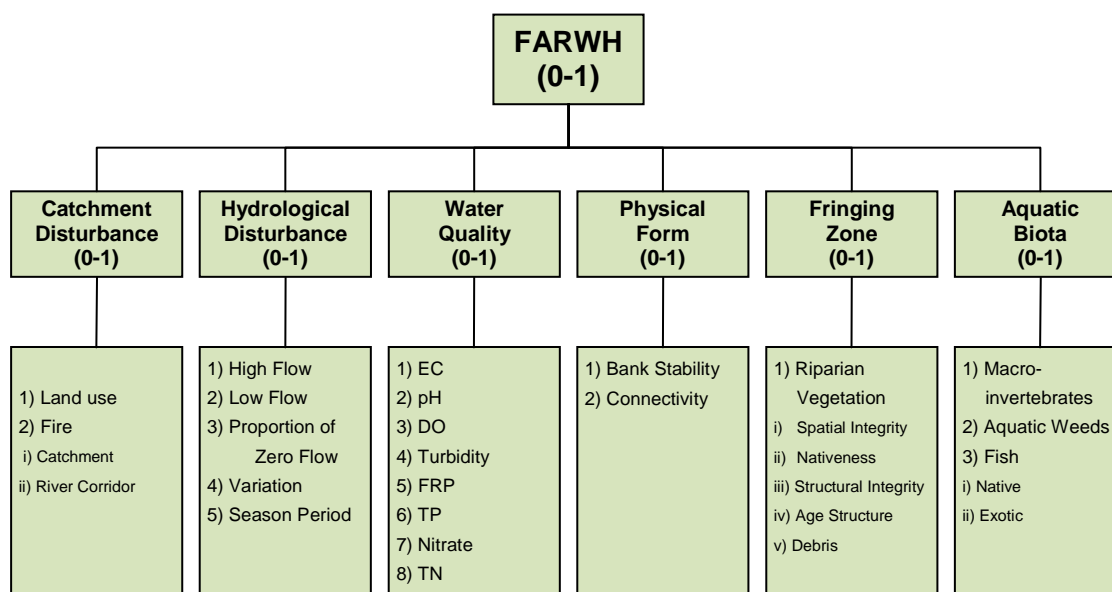 FARWH
(0-1)
Catchment
Disturbance
(0-1)
Hydrological
Disturbance
(0-1)
Water
Quality
(0-1)
Physical
Form
(0-1)
Fringing
Zone
(0-1)
Aquatic
Biota
(0-1)
1) Land use
2) Fire
i) Catchment
ii) River Corridor
1) High Flow
2) Low Flow
3) Proportion of
Zero Flow
4) Variation
5) Season Period
1) EC
2) pH
3) DO
4) Turbidity
5) FRP
6) TP
7) Nitrate
8) TN
1) Bank Stability
2) Connectivity
1) Riparian
Vegetation
i) Spatial Integrity
ii) Nativeness
iii) Structural Integrity
iv) Age Structure
v) Debris
1) Macro-
invertebrates
2) Aquatic Weeds
3) Fish
i) Native
ii) Exotic